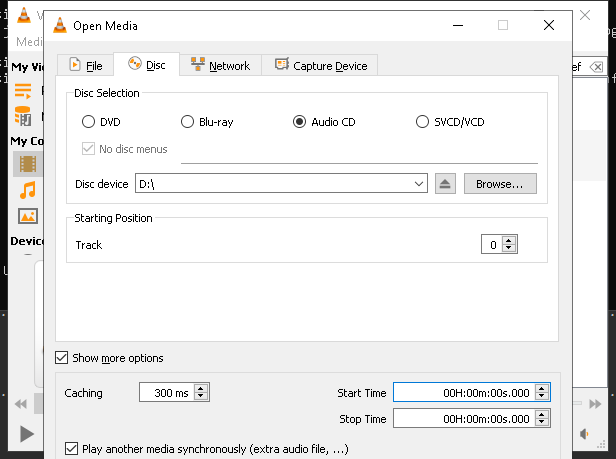 Open Media
Medi
File
Disc
Network
Capture Device
ef
My Vi
My Co
Device
Disc Selection
DVD
Blu-ray
Audio CD
SVCD/VCD
No disc menus
Disc device
D:\
Browse...
Starting Position
Track
0
Show more options
Caching
300 ms
Start Time
00H:00m:00s.000
Stop Time
00H:00m:00s.000
Play another media synchronously (extra audio file, ...)